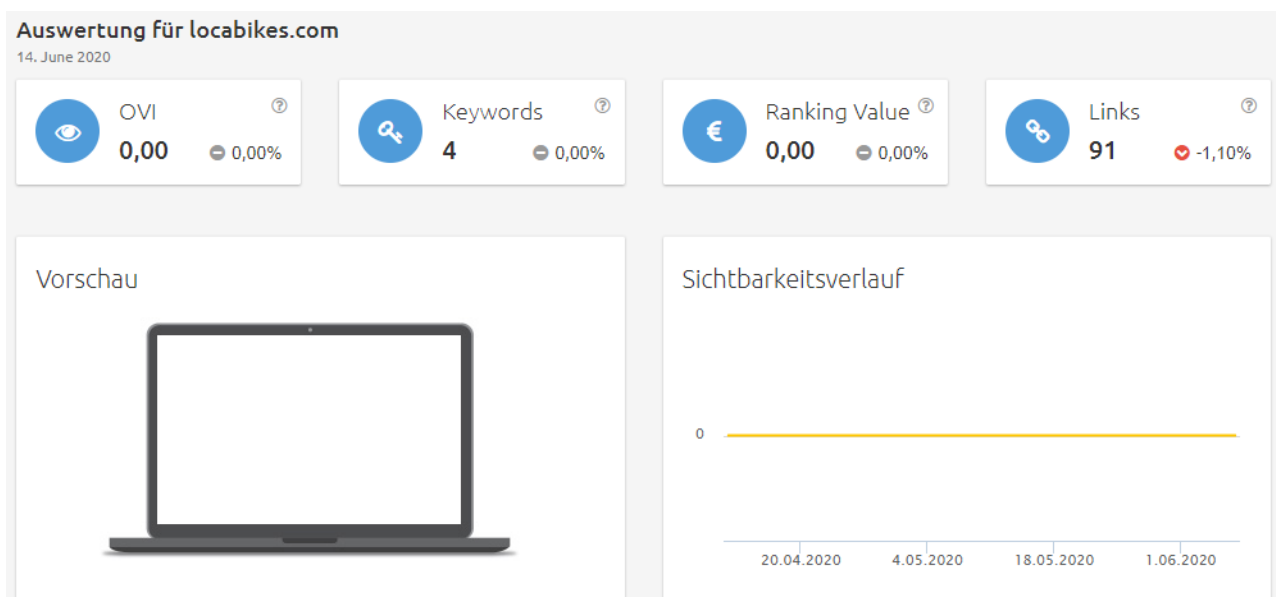 Auswertung für locabikes.com
14. June 2020
OVI ?
0,00 0,00%
Keywords ?
4 0,00%
Ranking Value ?
0,00 0,00%
Links ?
91 -1,10%
Vorschau
Sichtbarkeitsverlauf
0
20.04.2020 4.05.2020 18.05.2020 1.06.2020